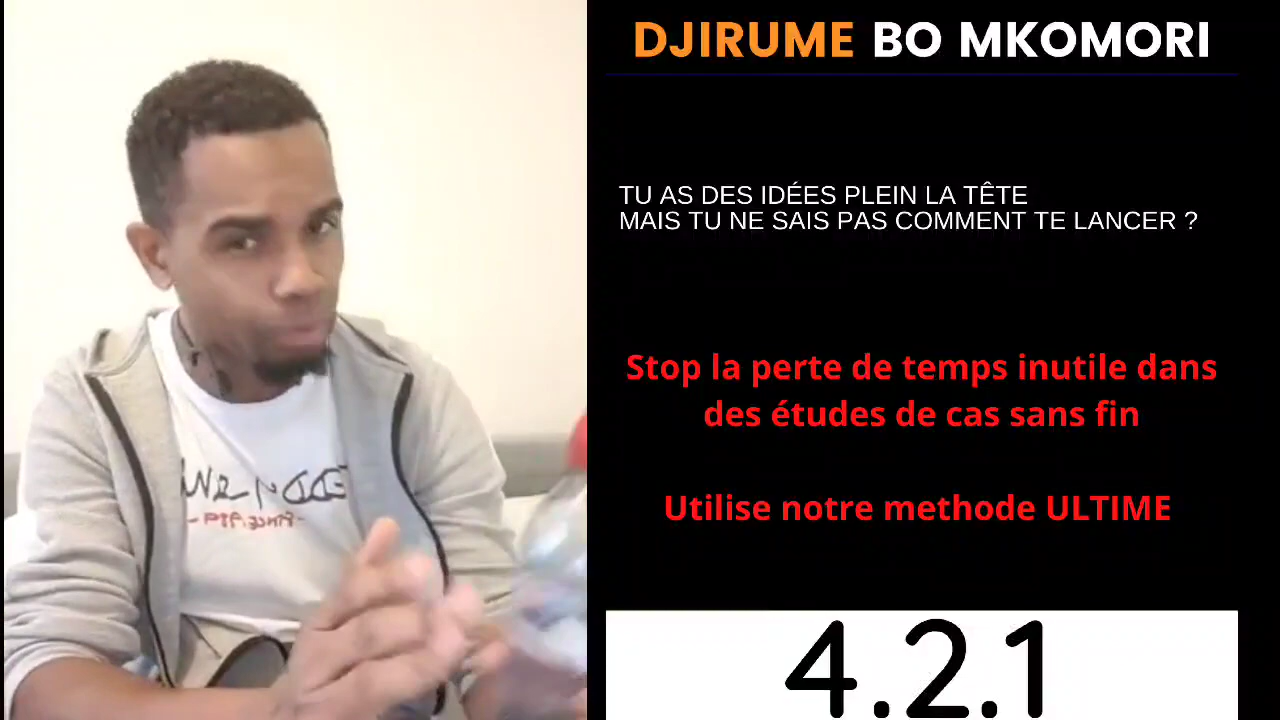 DJIRUME BO MKOMORI
TU AS DES IDÉES PLEIN LA TÊTE
MAIS TU NE SAIS PAS COMMENT TE LANCER ?
Stop la perte de temps inutile dans
des études de cas sans fin
Utilise notre methode ULTIME
4.2.1